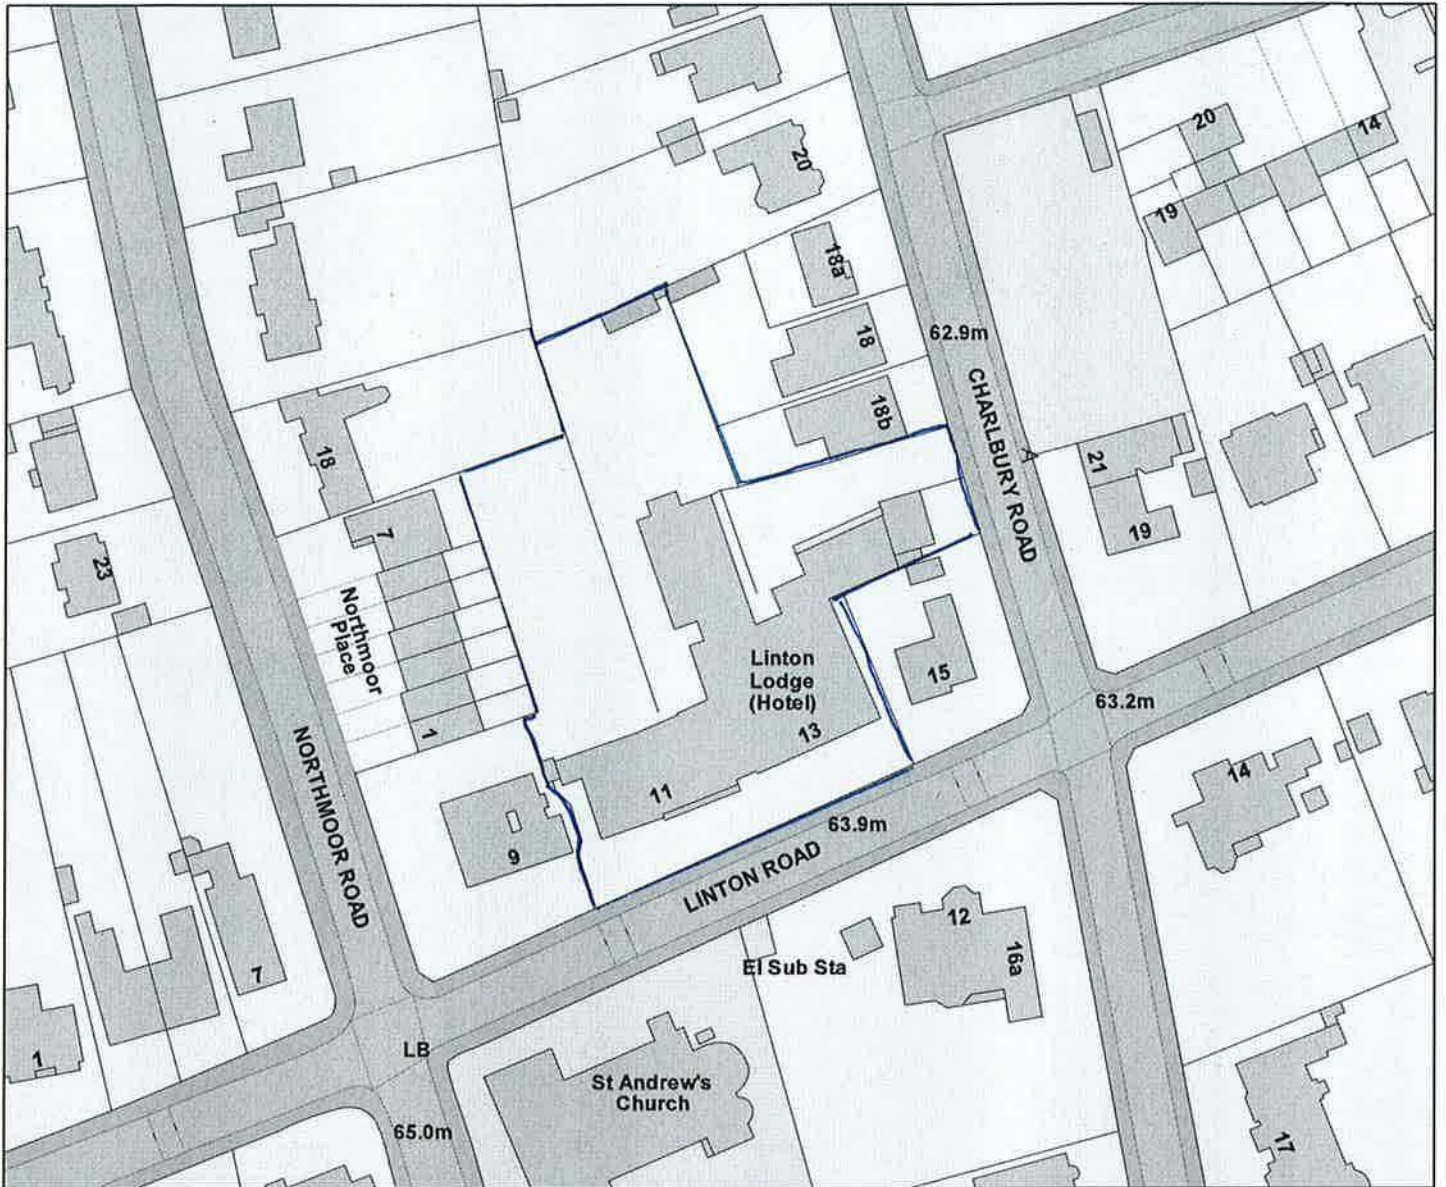 20
14
20
19
18a
62.9m
18
CHARLBURY ROAD
18b
18
21
7
19
23
Northmoor
Place
Linton
Lodge
(Hotel)
15
63.2m
1
13
NORTHMOOR ROAD
14
11
63.9m
9
LINTON ROAD
12
16a
7
El Sub Sta
LB
1
St Andrew's
Church
65.0m
17